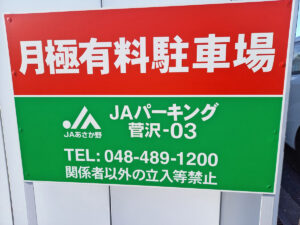 月極有料駐車場
JAパーキング
菅沢-03
JAあさか野
TEL: 048-489-1200
関係者以外の立入等禁止